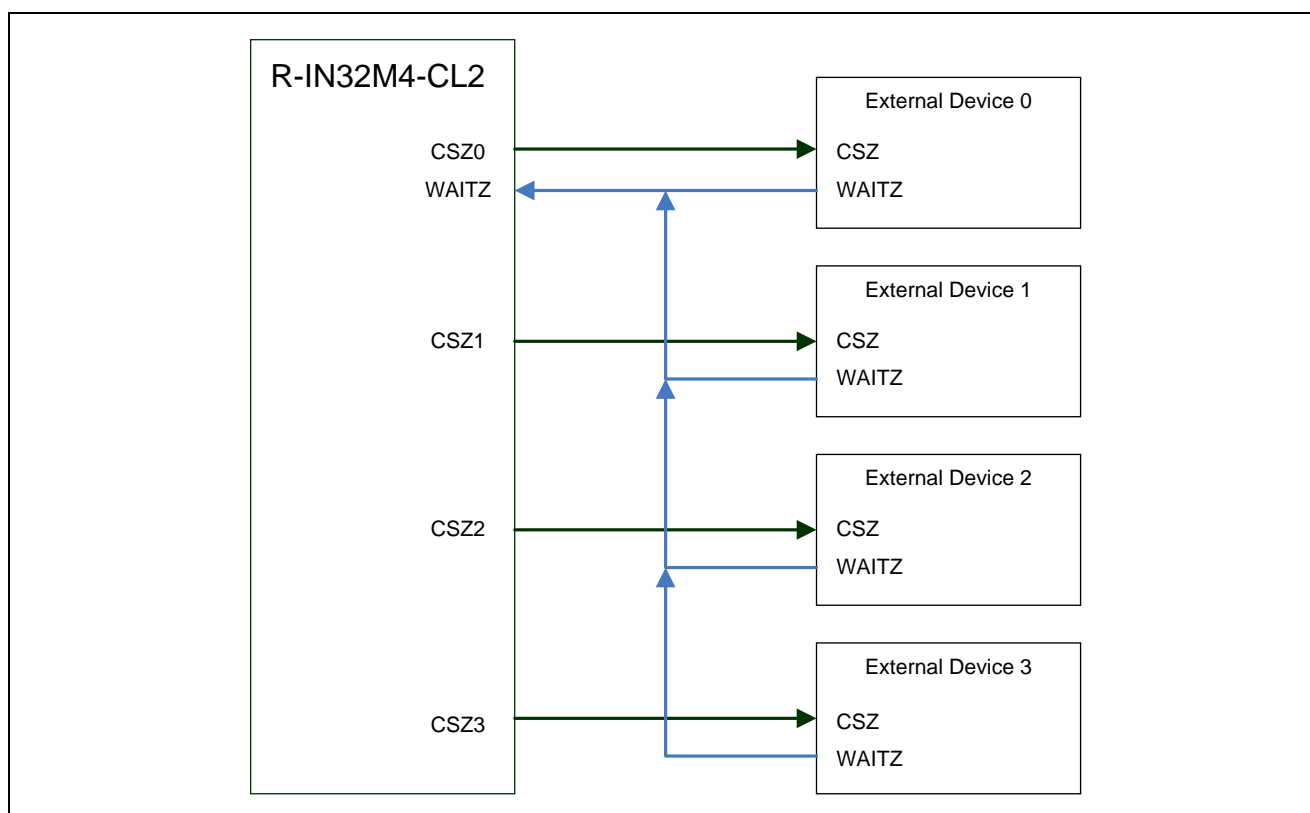 R-IN32M4-CL2
CSZ0
WAITZ
CSZ1
CSZ2
CSZ3
External Device 0
CSZ
WAITZ
External Device 1
CSZ
WAITZ
External Device 2
CSZ
WAITZ
External Device 3
CSZ
WAITZ